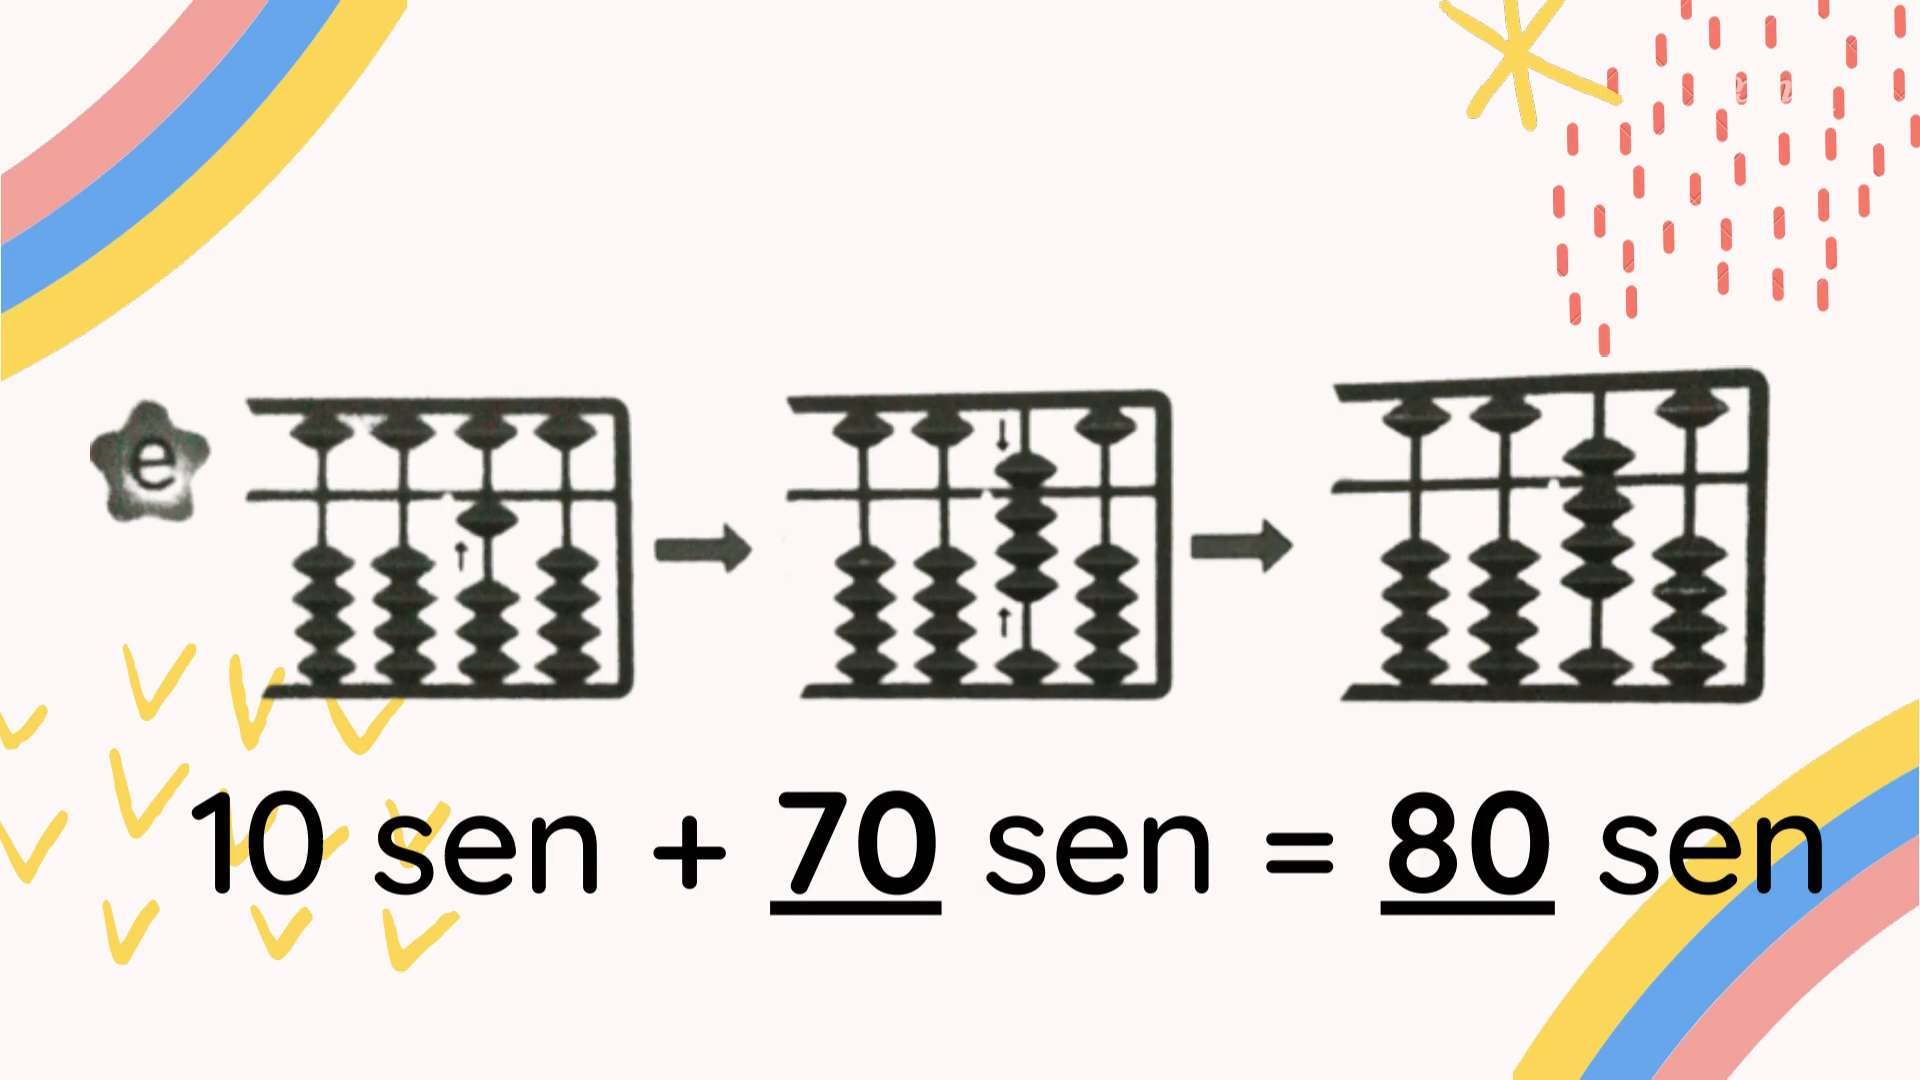 e
10 sen + 70 sen = 80 sen